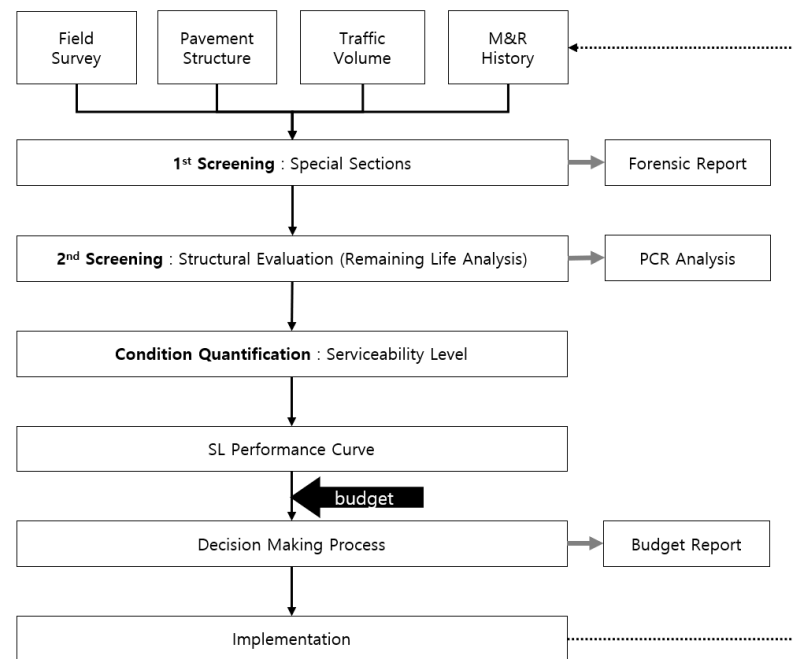 Field
Survey
Pavement
Structure
Traffic
Volume
M&R
History
1st Screening : Special Sections
Forensic Report
2nd Screening : Structural Evaluation (Remaining Life Analysis)
PCR Analysis
Condition Quantification : Serviceability Level
SL Performance Curve
budget
Decision Making Process
Budget Report
Implementation